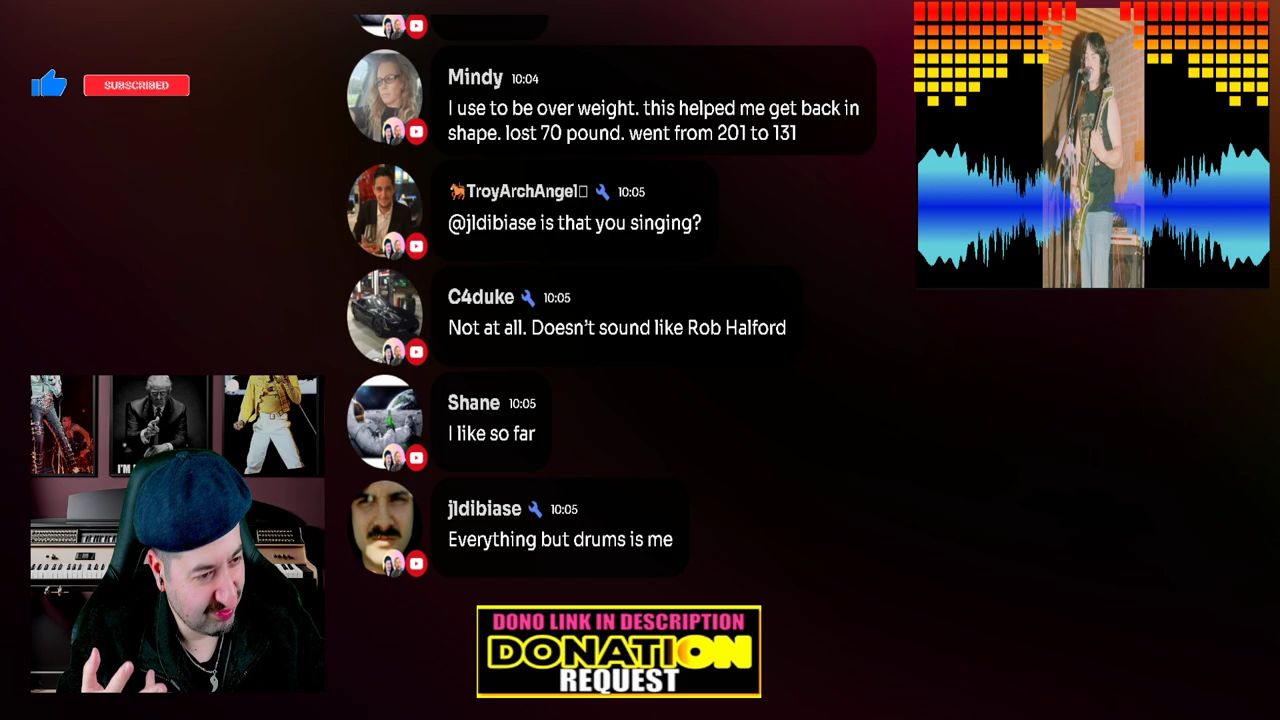 SUBSCRIBED
Mindy 10:04
I use to be over weight. this helped me get back in
shape. lost 70 pound. went from 201 to 131
TroyArchAngel 10:05
@jldibiase is that you singing?
C4duke 10:05
Not at all. Doesn't sound like Rob Halford
Shane 10:05
I like so far
jldibiase 10:05
Everything but drums is me
I'M
DONO LINK IN DESCRIPTION
DONATION
REQUEST